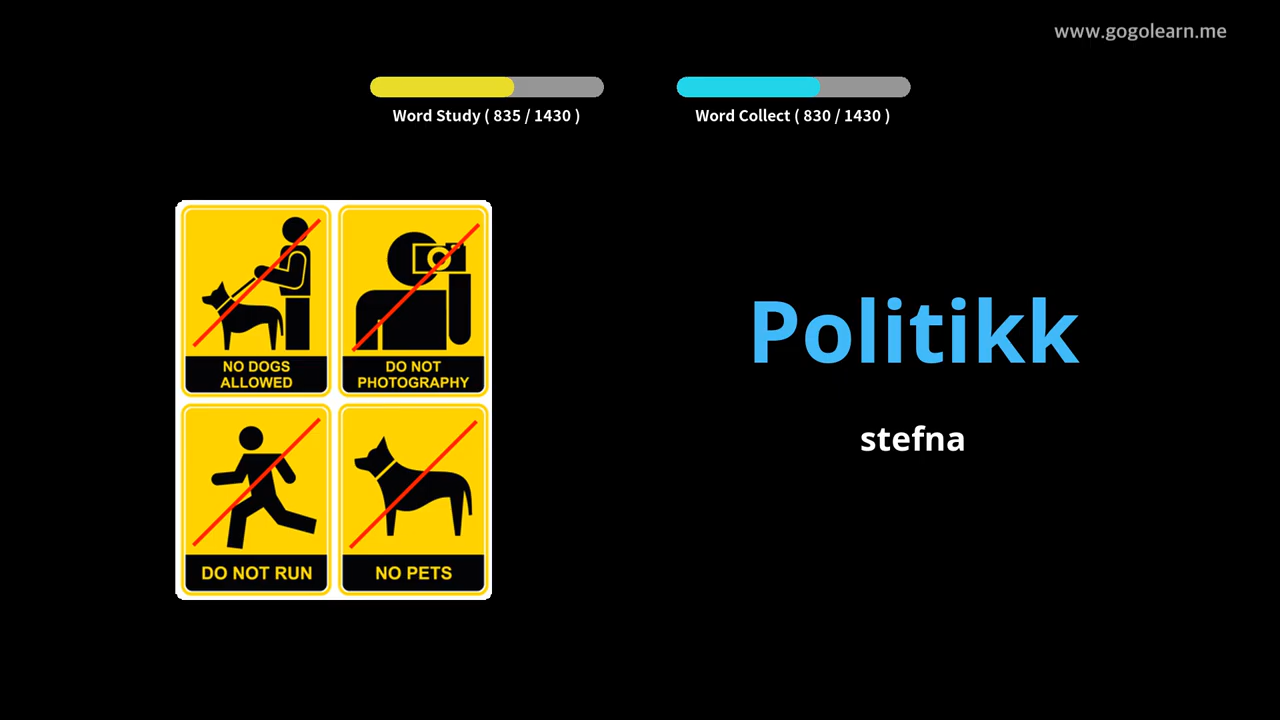 www.gogolearn.me
Word Study ( 835 / 1430 )
Word Collect ( 830 / 1430 )
NO DOGS
ALLOWED
DO NOT
PHOTOGRAPHY
DO NOT RUN
NO PETS
Politikk
stefna